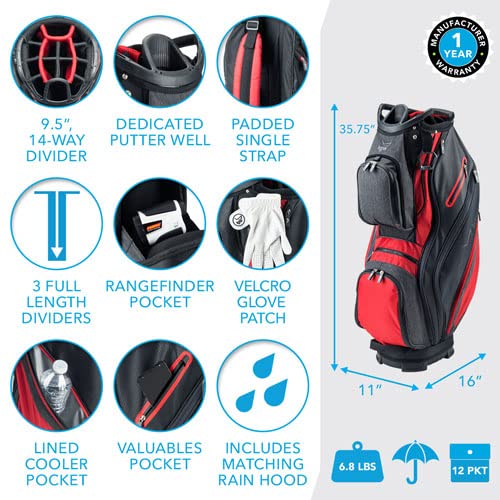 9.5",
14-WAY
DIVIDER
DEDICATED
PUTTER WELL
PADDED
SINGLE
STRAP
3 FULL
LENGTH
DIVIDERS
RANGEFINDER
POCKET
VELCRO
GLOVE
PATCH
LINED
COOLER
POCKET
VALUABLES
POCKET
INCLUDES
MATCHING
RAIN HOOD
MANUFACTURER
1
YEAR
WARRANTY
35.75"
11"
16"
6.8 LBS
12 PKT